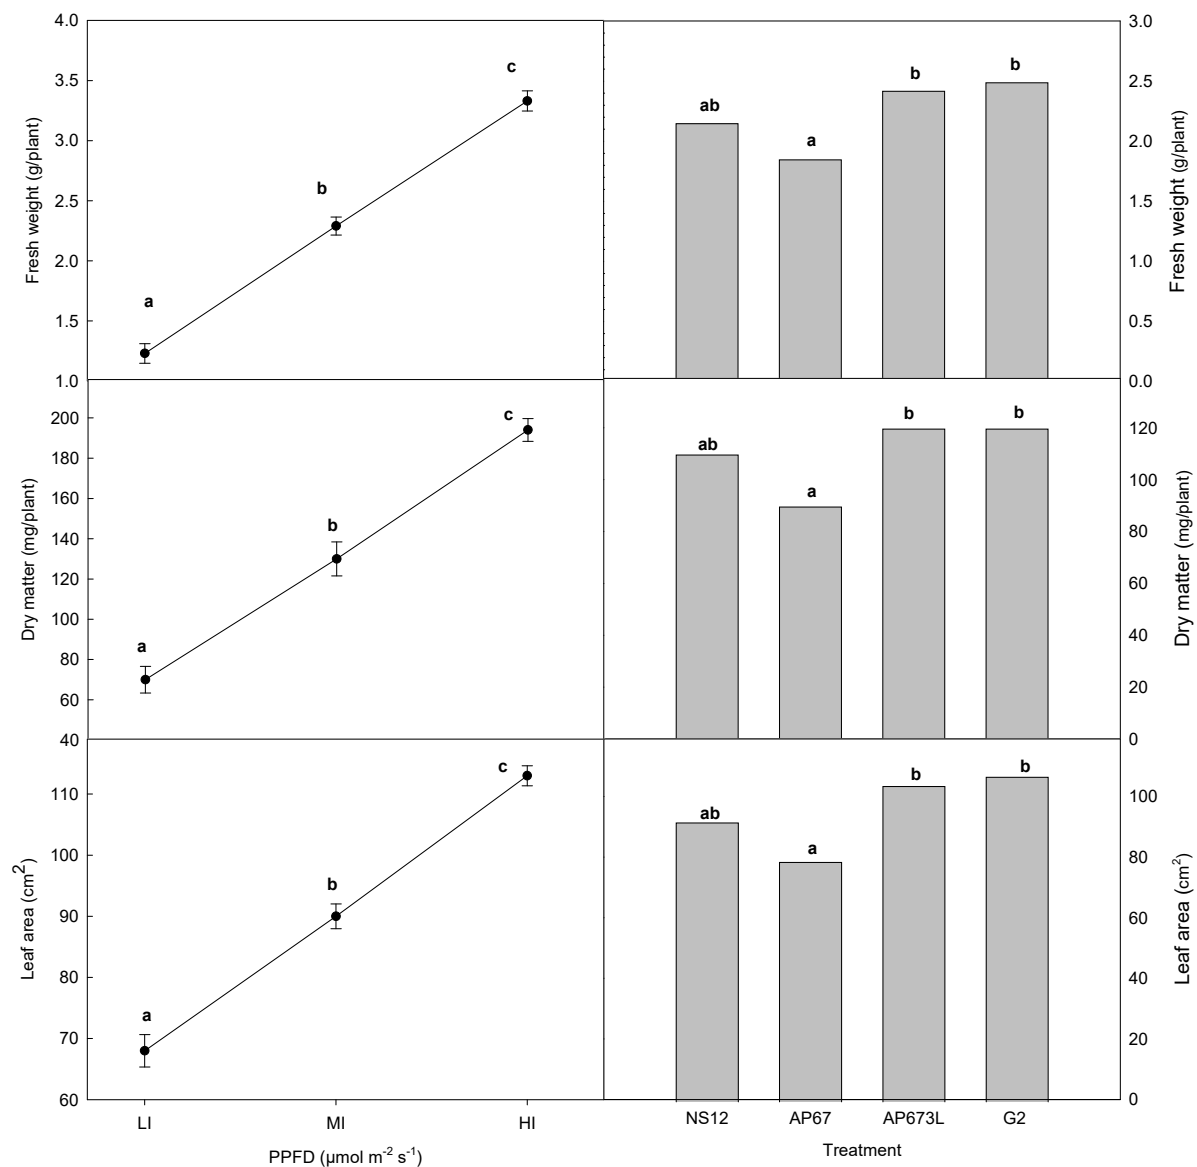 4.0
3.5
3.0
2.5
2.0
1.5
1.0
Fresh weight (g/plant)
a
b
c
ab
a
b
b
3.0
2.5
2.0
1.5
1.0
0.5
0.0
Fresh weight (g/plant)
200
180
160
140
120
100
80
60
40
Dry matter (mg/plant)
a
b
c
ab
a
b
b
120
100
80
60
40
20
0
Dry matter (mg/plant)
110
100
90
80
70
60
Leaf area (cm²)
a
b
c
ab
a
b
b
100
80
60
40
20
0
Leaf area (cm²)
LI MI HI
PPFD (µmol m⁻² s⁻¹)
NS12 AP67 AP673L G2
Treatment